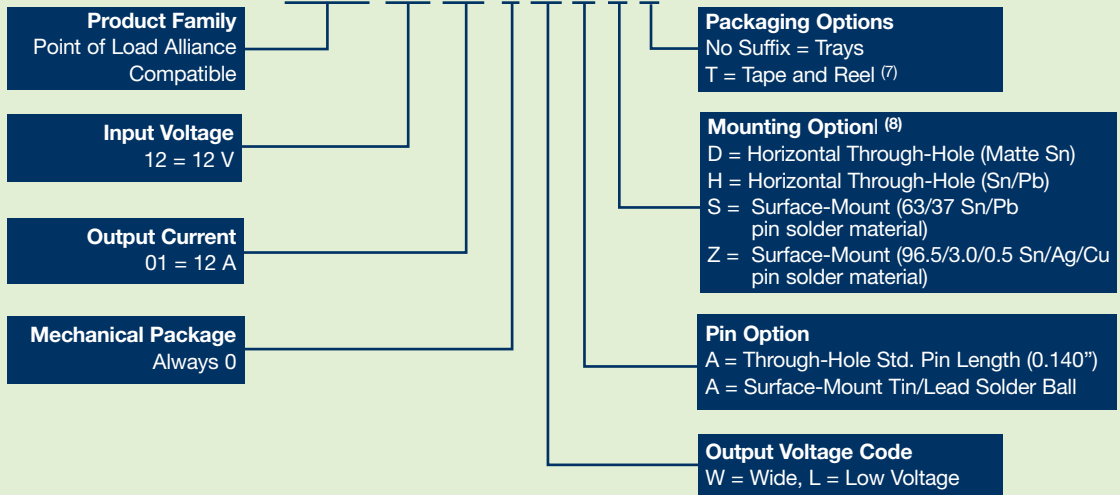 Product Family
Point of Load Alliance
Compatible
Input Voltage
12 = 12 V
Output Current
01 = 12 A
Mechanical Package
Always 0
Packaging Options
No Suffix = Trays
T = Tape and Reel (7)
Mounting Option (8)
D = Horizontal Through-Hole (Matte Sn)
H = Horizontal Through-Hole (Sn/Pb)
S = Surface-Mount (63/37 Sn/Pb
pin solder material)
Z = Surface-Mount (96.5/3.0/0.5 Sn/Ag/Cu
pin solder material)
Pin Option
A = Through-Hole Std. Pin Length (0.140”)
A = Surface-Mount Tin/Lead Solder Ball
Output Voltage Code
W = Wide, L = Low Voltage